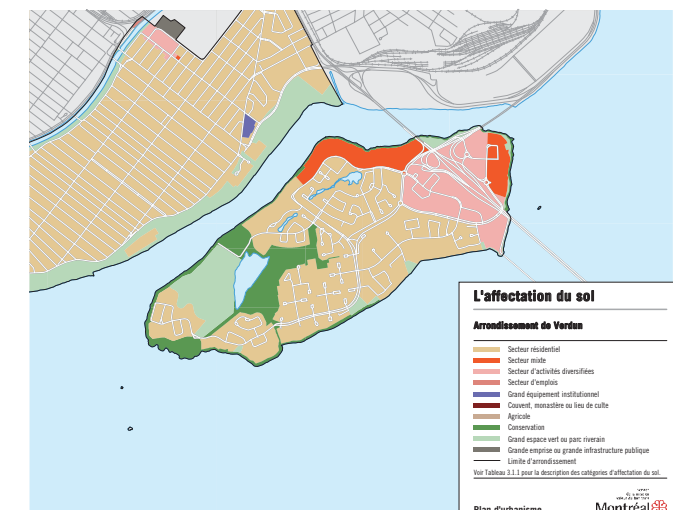 L'affectation du sol
Arrondissement de Verdun
Secteur résidentiel
Secteur mixte
Secteur d'activités diversifiées
Secteur d'emplois
Grand équipement institutionnel
Couvent, monastère ou lieu de culte
Agricole
Conservation
Grand espace vert ou parc riverain
Grande emprise ou grande infrastructure publique
Limite d'arrondissement
Voir Tableau 3.1.1 pour la description des catégories d'affectation du sol.
Plan d'urbanisme
Montréal